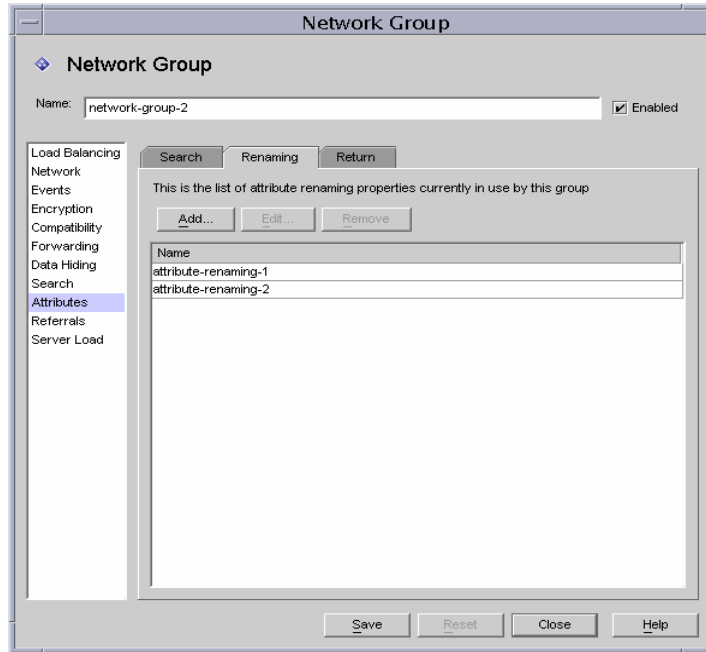 Network Group
Network Group
Name: network-group-2 Enabled
Load Balancing
Network
Events
Encryption
Compatibility
Forwarding
Data Hiding
Search
Attributes
Referrals
Server Load
Search Renaming Return
This is the list of attribute renaming properties currently in use by this group
Add... Edit... Remove
Name
attribute-renaming-1
attribute-renaming-2
Save Reset Close Help